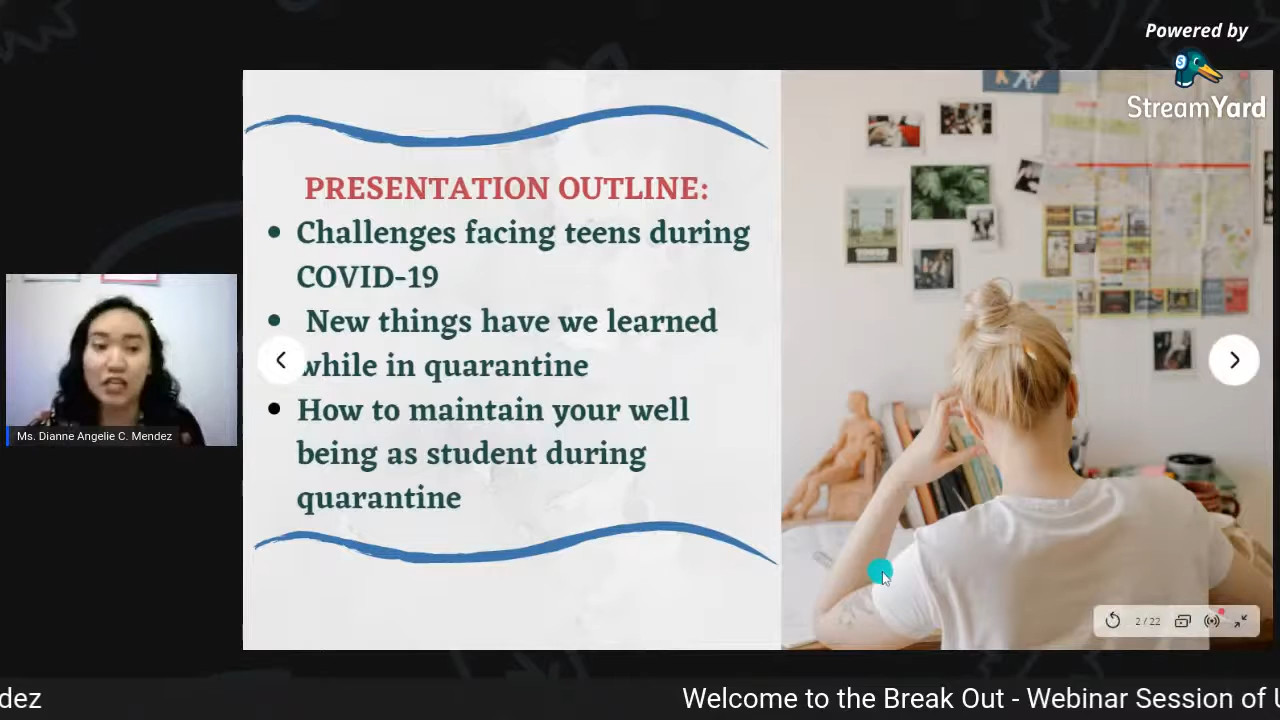 Powered by
StreamYard
PRESENTATION OUTLINE:
• Challenges facing teens during
COVID-19
• New things have we learned
while in quarantine
• How to maintain your well
being as student during
quarantine
Ms. Dianne Angelie C. Mendez
2 / 22
dez
Welcome to the Break Out - Webinar Session of